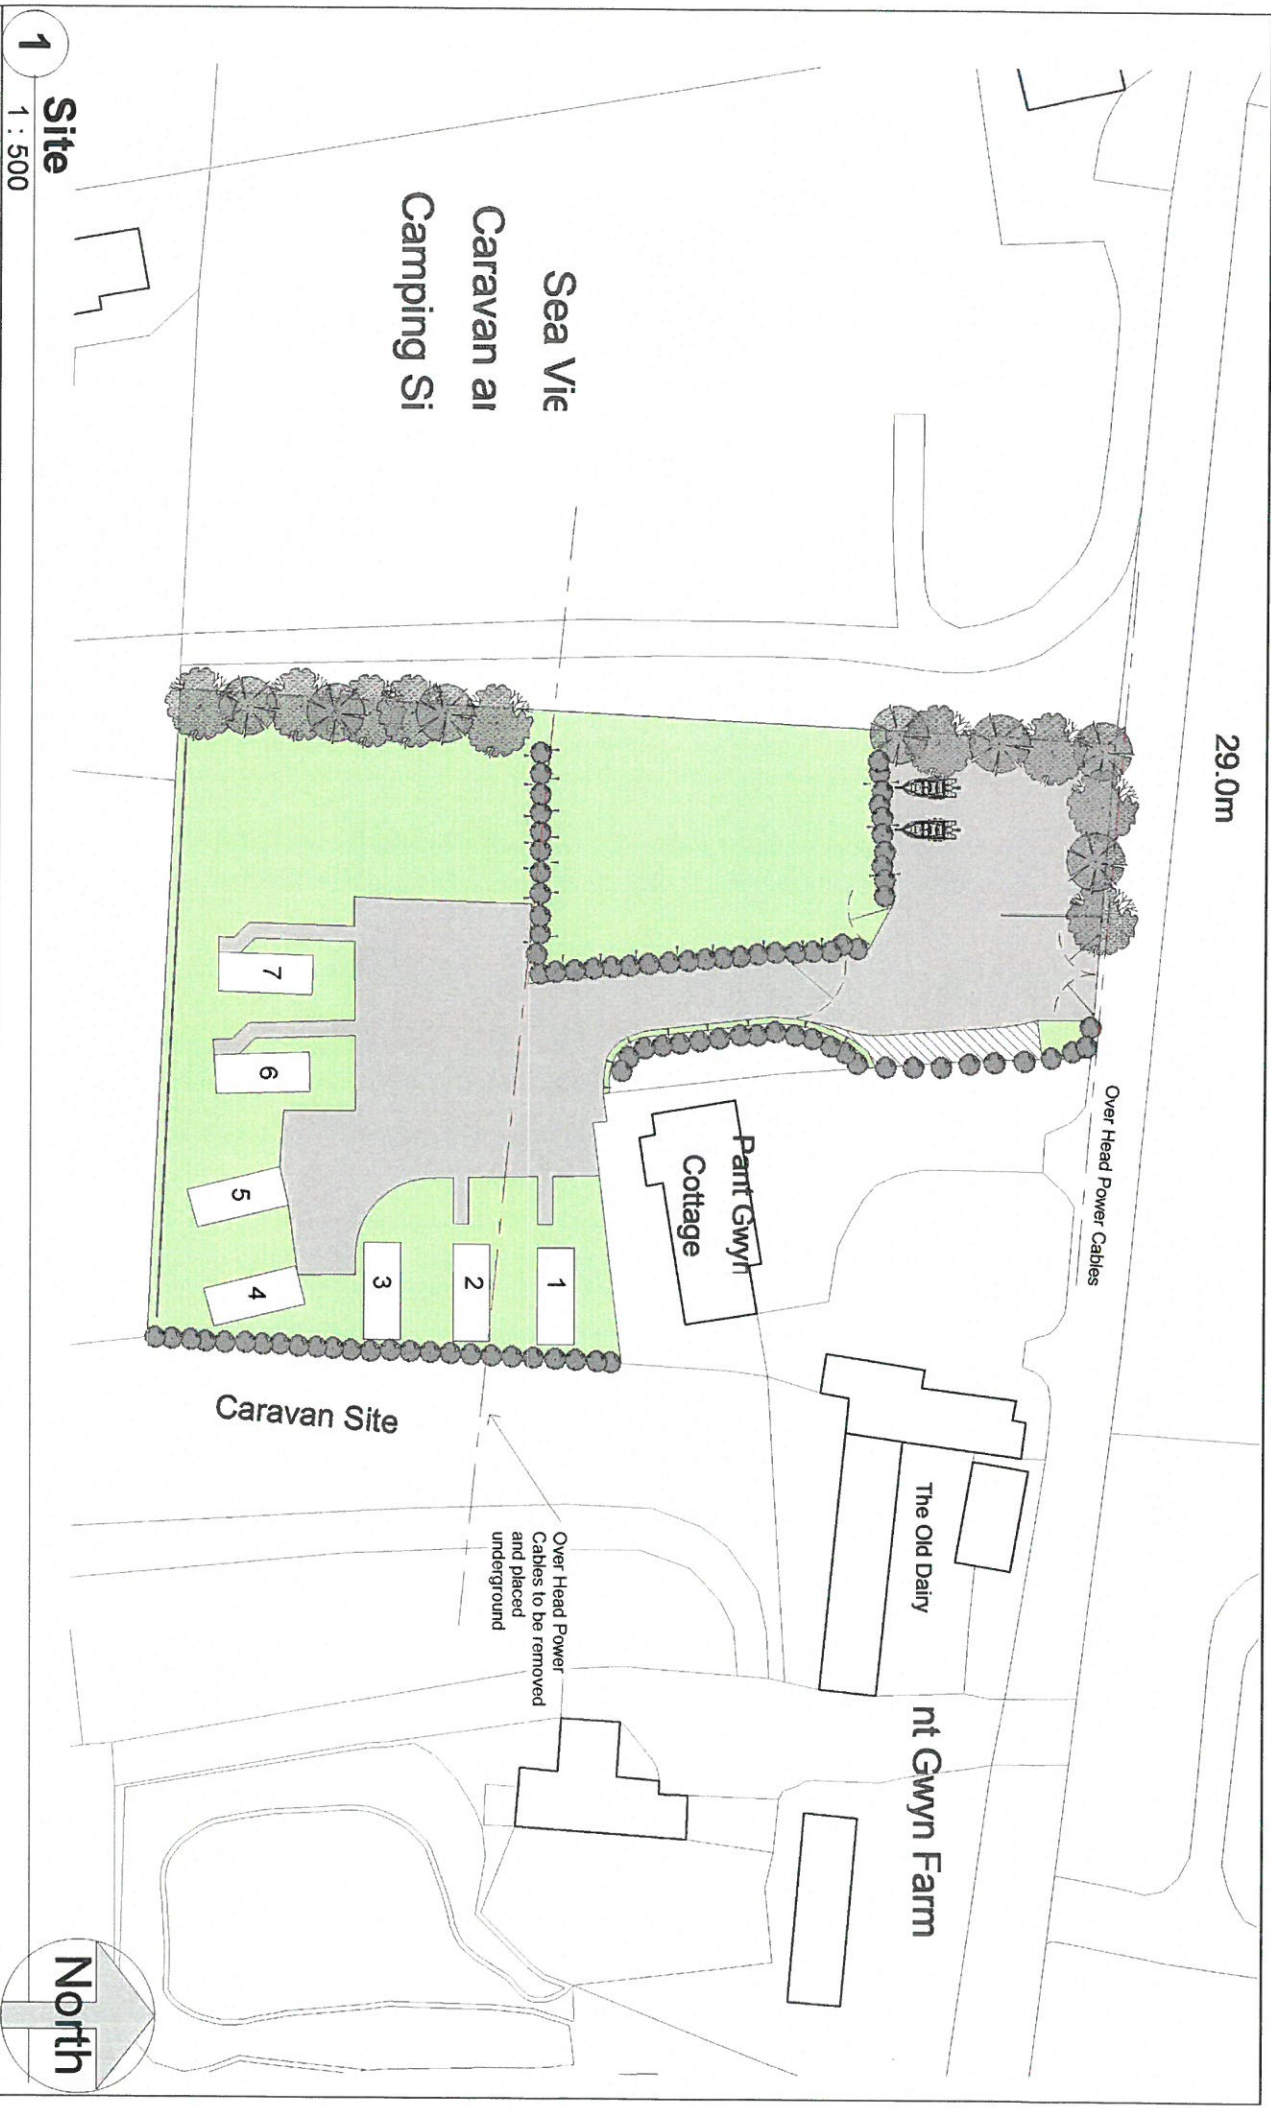 29.0m
Sea Vie
Caravan ar
Camping Si
Over Head Power Cables
Pant Gwyn
Cottage
The Old Dairy
nt Gwyn Farm
7
6
5
4
3
2
1
Caravan Site
Over Head Power
Cables to be removed
and placed
underground
1
Site
1 : 500
North